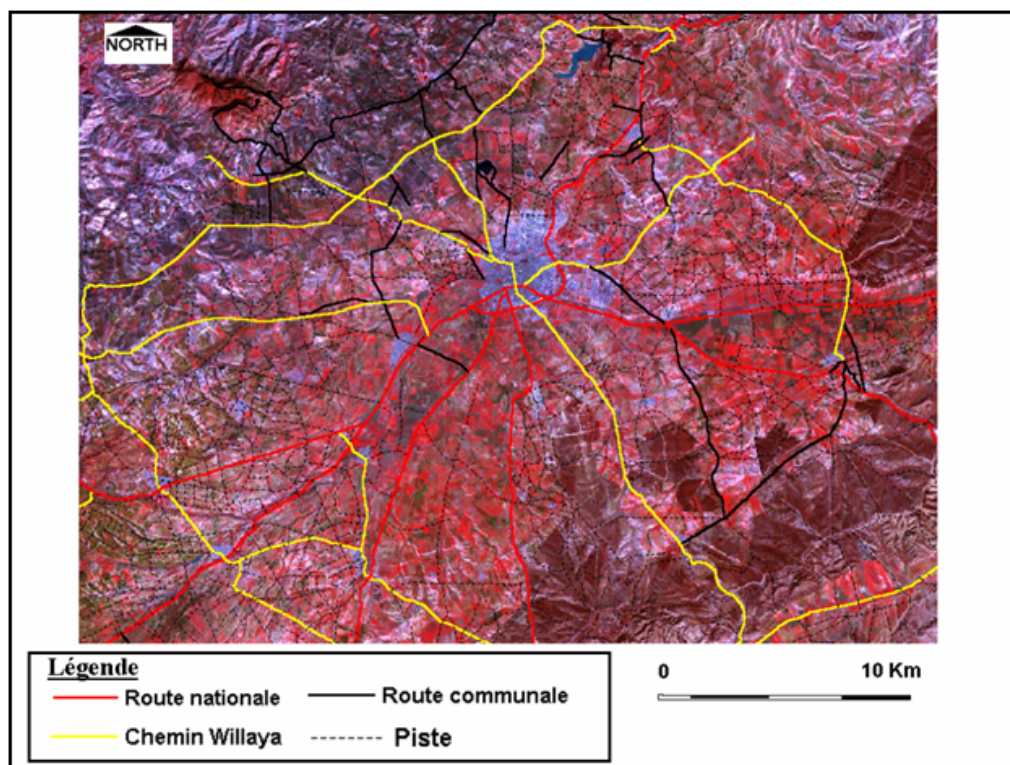 NORTH
Légende
Route nationale
Route communale
Chemin Willaya
Piste
0 10 Km